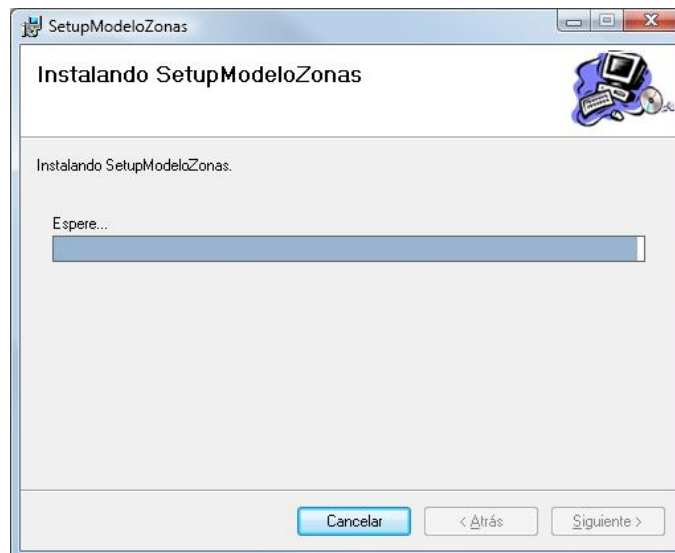 SetupModeloZonas
Instalando SetupModeloZonas
Instalando SetupModeloZonas.
Espere...
Cancelar
< Atrás
Siguiente >